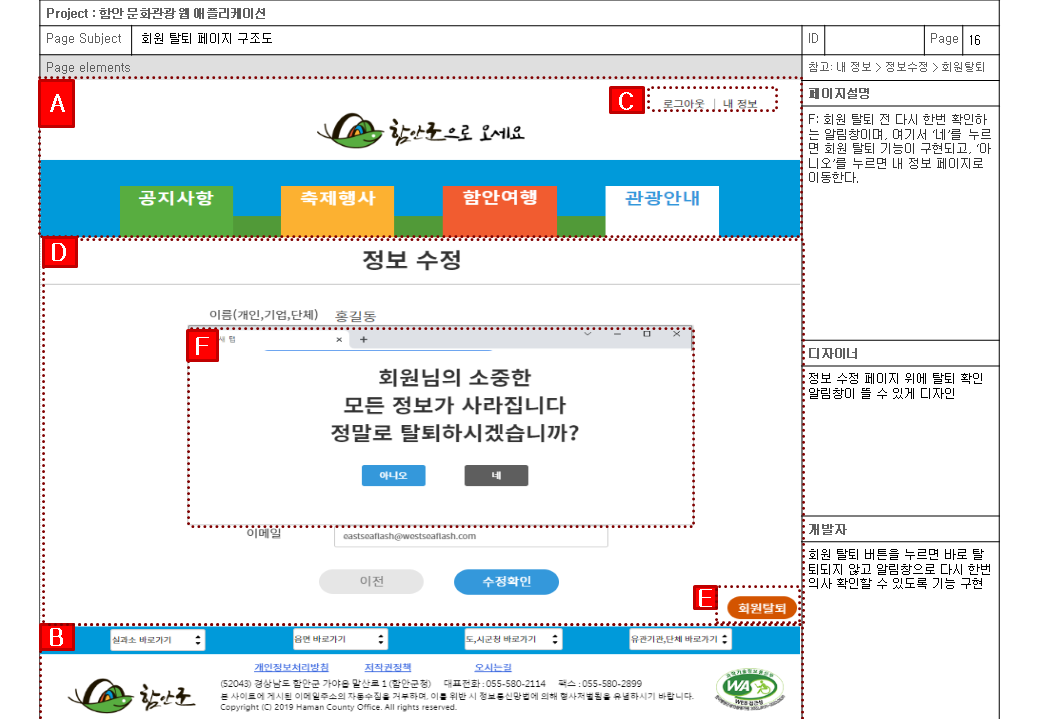 Project : 함안 문화관광 웹 애플리케이션
Page Subject 회원 탈퇴 페이지 구조도 ID Page 16
Page elements 참고: 내 정보 > 정보수정 > 회원탈퇴
A
C 로그아웃 | 내 정보
함안군으로 오세요
공지사항 축제행사 함안여행 관광안내
D
정보 수정
이름(개인,기업,단체) 홍길동
F 새 탭
회원님의 소중한
모든 정보가 사라집니다
정말로 탈퇴하시겠습니까?
아니오 네
이메일 eastseaflash@westseaflash.com
이전 수정확인
E
회원달퇴
B 실과소 바로가기 읍면 바로가기 도,시군청 바로가기 유관기관,단체 바로가기
개인정보처리방침 저작권정책 오시는길
(52043) 경상남도 함안군 가야읍 말산로 1 (함안군청) 대표전화 : 055-580-2114 팩스 : 055-580-2899
본 사이트에 게시된 이메일주소의 자동수집을 거부하며, 이를 위반 시 정보통신망법에 의해 형사처벌됨을 유념하시기 바랍니다.
Copyright (C) 2019 Haman County Office. All rights reserved.
함안군
WA
WEB 접근성
페이지설명
F: 회원 탈퇴 전 다시 한번 확인하
는 알림창이며, 여기서 '네'를 누르
면 회원 탈퇴 기능이 구현되고, '아
니오'를 누르면 내 정보 페이지로
이동한다.
디자이너
정보 수정 페이지 위에 탈퇴 확인
알림창이 뜰 수 있게 디자인
개발자
회원 탈퇴 버튼을 누르면 바로 탈
퇴되지 않고 알림창으로 다시 한번
의사 확인할 수 있도록 기능 구현